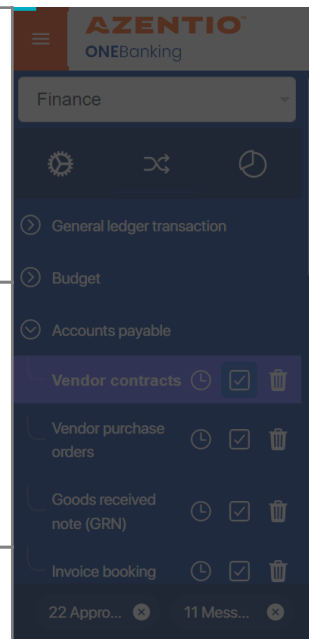 AZENTIO
ONEBanking
Finance
General ledger transaction
Budget
Accounts payable
Vendor contracts
Vendor purchase
orders
Goods received
note (GRN)
Invoice booking
22 Appro...
11 Mess...